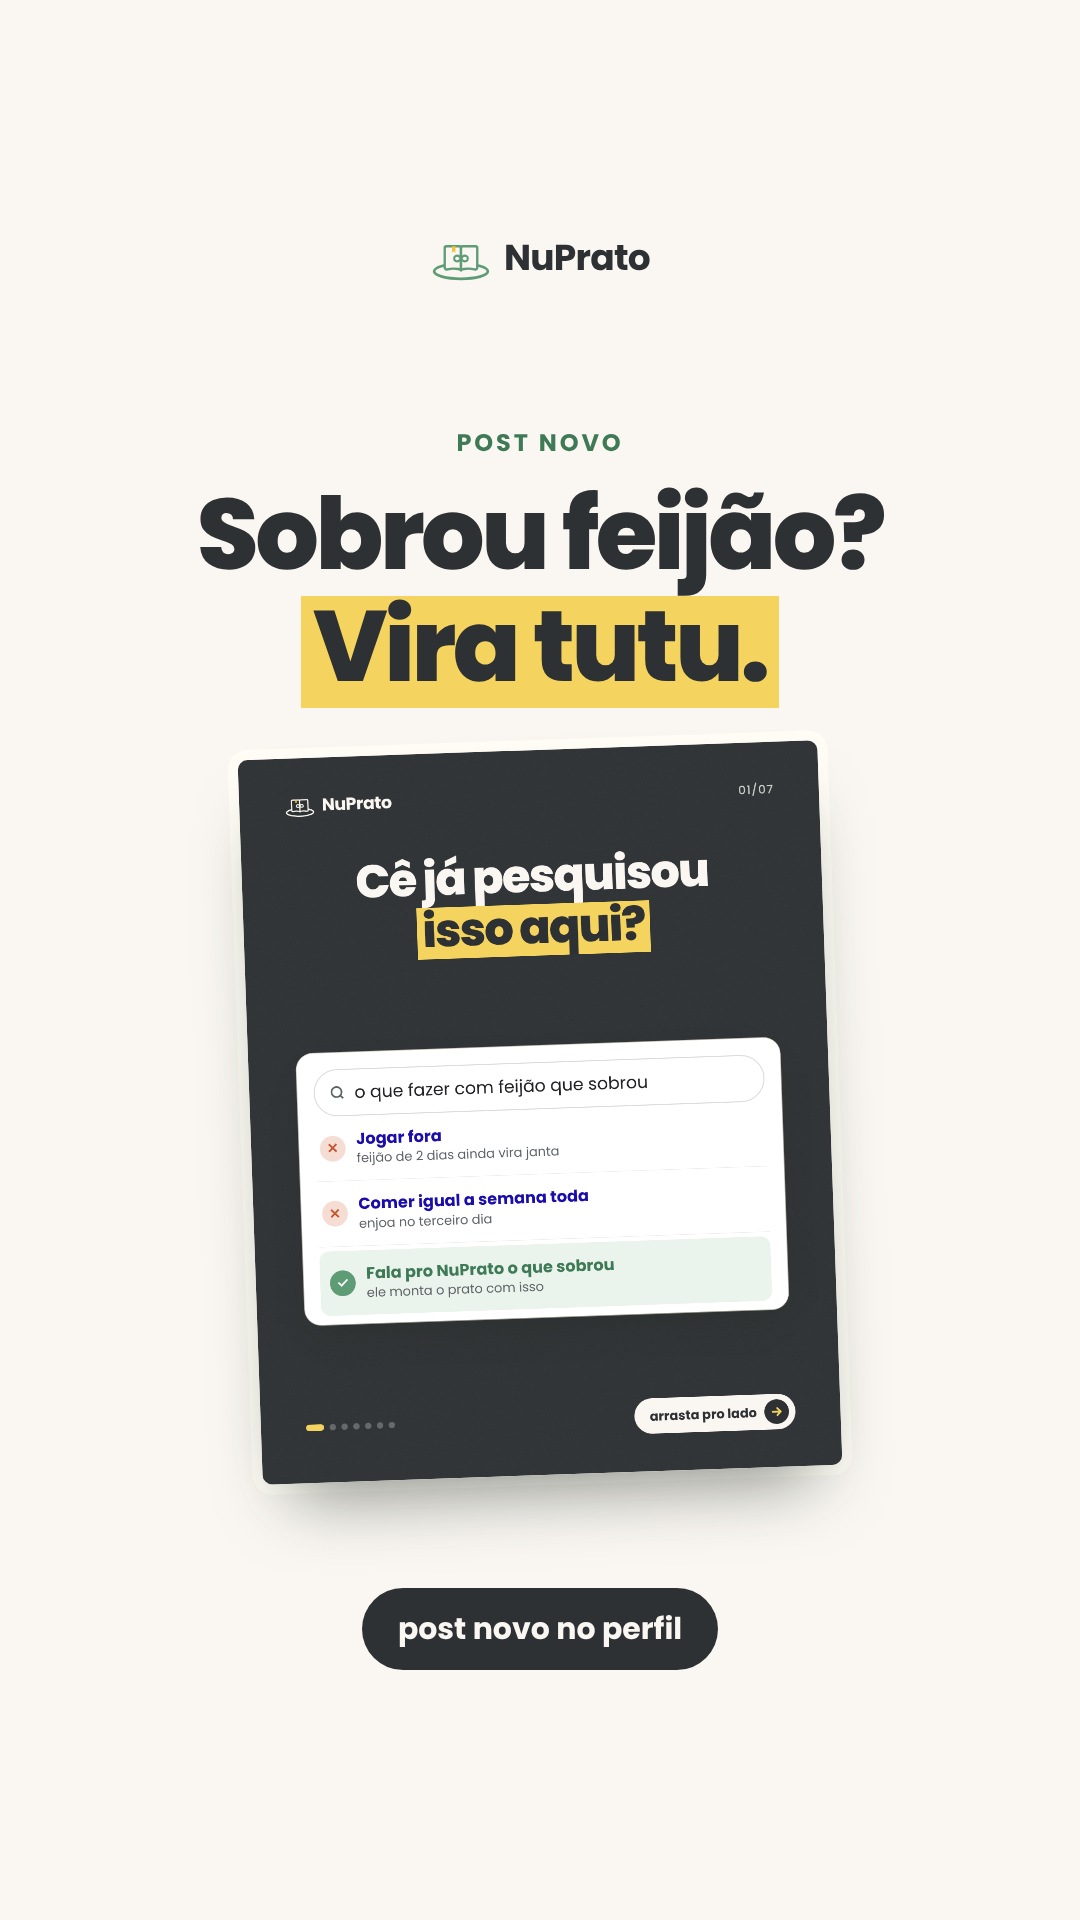 NuPrato
POST NOVO
Sobrou feijão?
Vira tutu.
NuPrato
01/07
Cê já pesquisou
isso aqui?
o que fazer com feijão que sobrou
Jogar fora
feijão de 2 dias ainda vira janta
Comer igual a semana toda
enjoa no terceiro dia
Fala pro NuPrato o que sobrou
ele monta o prato com isso
arrasta pro lado
post novo no perfil